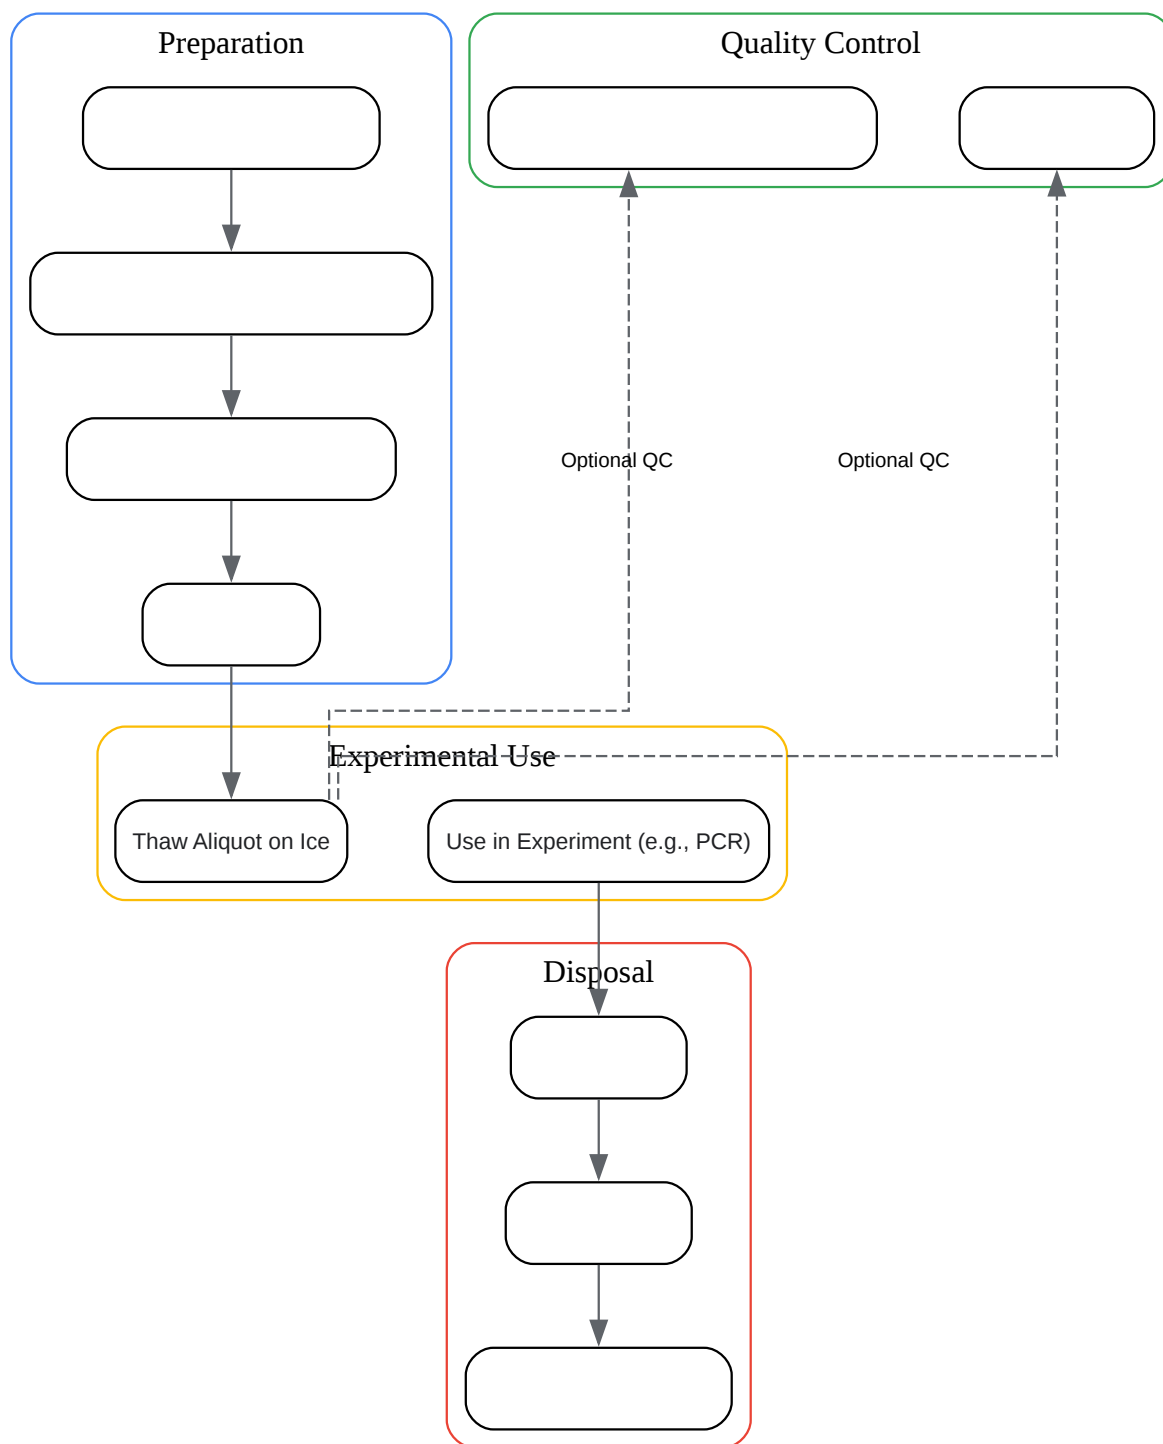 Preparation
Quality Control
Optional QC
Optional QC
Experimental Use
Thaw Aliquot on Ice
Use in Experiment (e.g., PCR)
Disposal